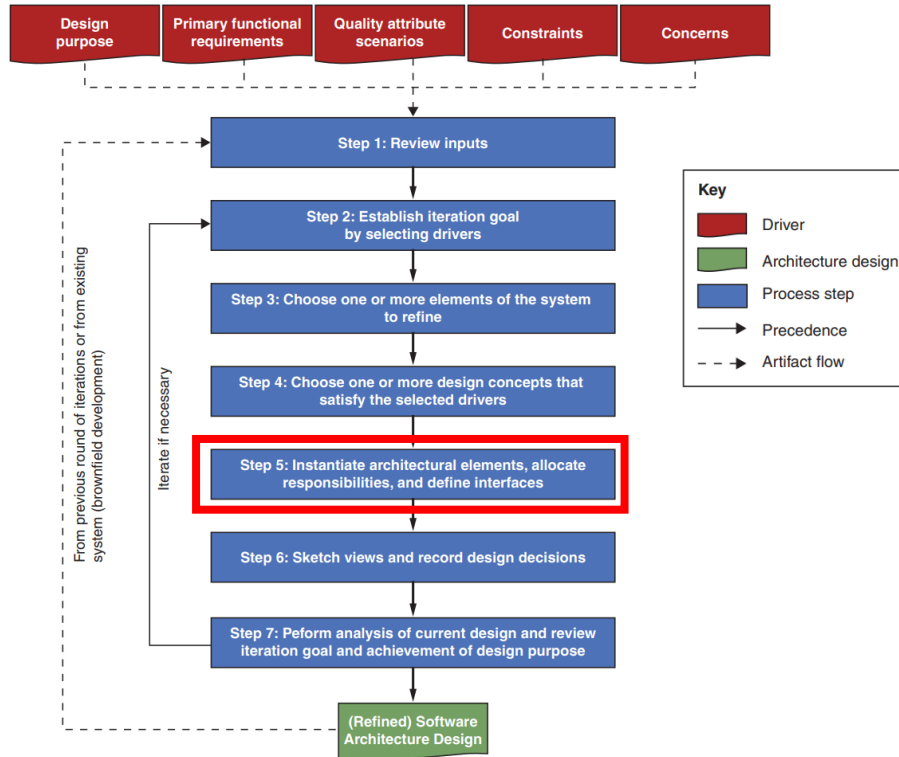 Design
purpose
Primary functional
requirements
Quality attribute
scenarios
Constraints
Concerns
Step 1: Review inputs
Step 2: Establish iteration goal
by selecting drivers
Step 3: Choose one or more elements of the system
to refine
Step 4: Choose one or more design concepts that
satisfy the selected drivers
Step 5: Instantiate architectural elements, allocate
responsibilities, and define interfaces
Step 6: Sketch views and record design decisions
Step 7: Peform analysis of current design and review
iteration goal and achievement of design purpose
(Refined) Software
Architecture Design
From previous round of iterations or from existing
system (brownfield development)
Iterate if necessary
Key
Driver
Architecture design
Process step
Precedence
Artifact flow